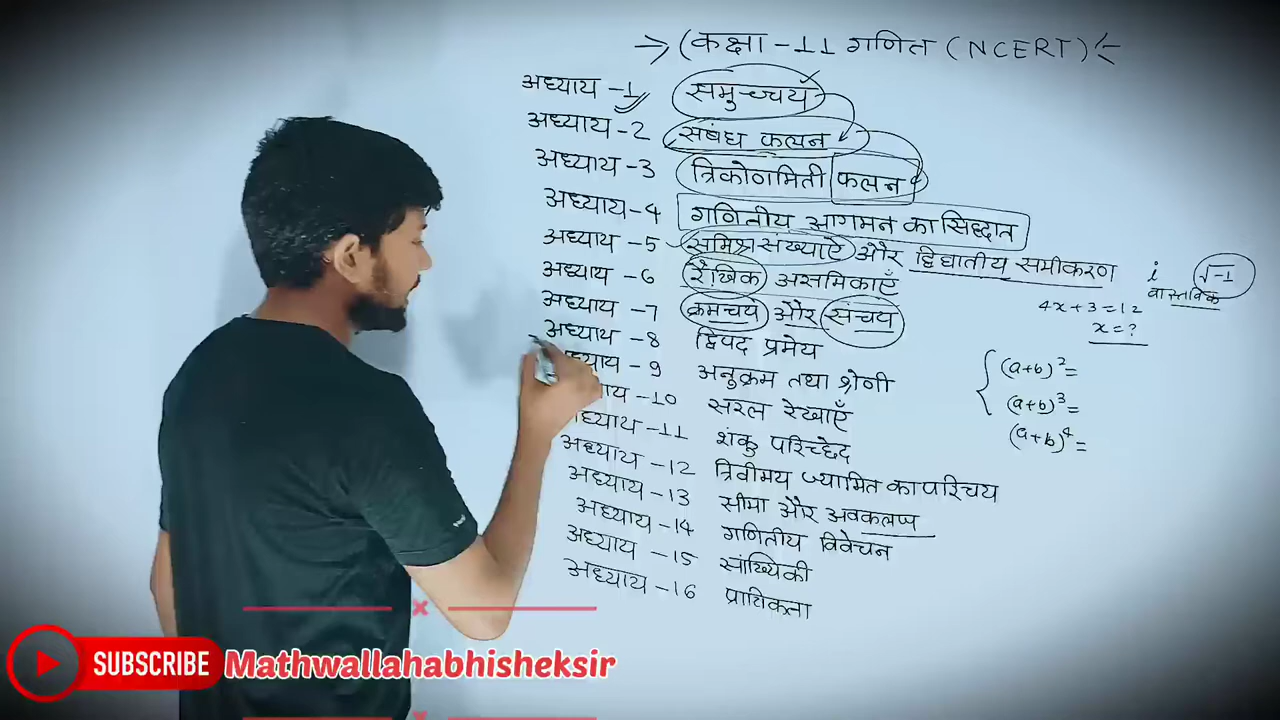 → (कक्षा - 11 गणित (NCERT) ←
अध्याय -1 समुच्चय
अध्याय -2 संबंध फलन
अध्याय -3 त्रिकोणमिती फलन
अध्याय -4 गणितीय आगमन का सिद्धात
अध्याय -5 समिश्र संख्याऐ और द्विघातीय समीकरण
i √-1
वास्तविक
अध्याय -6 रैखिक असमिकाएँ
4x+3=12
x=?
अध्याय -7 क्रमचय और संचय
अध्याय -8 द्विपद प्रमेय
(a+b)²=
(a+b)³=
(a+b)⁴=
ध्याय -9 अनुक्रम तथा श्रेणी
याय -10 सरल रेखाएँ
ध्याय -11 शंकु परिच्छेद
अध्याय -12 त्रिवीमय ज्यामित का परिचय
अध्याय -13 सीमा और अवकलज
अध्याय -14 गणितीय विवेचन
अध्याय -15 सांख्यिकी
अध्याय -16 प्रायिकता
SUBSCRIBE Mathwallahabhisheksir